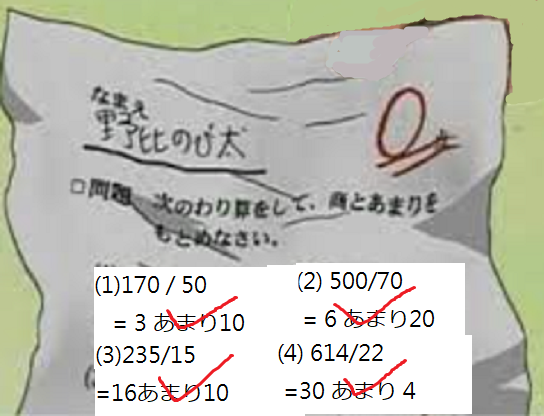 なまえ
野比のび太
0点
□問題 次のわり算をして、商とあまりを
もとめなさい。
(1)170 / 50
= 3 あまり10
(2) 500/70
= 6 あまり20
(3)235/15
=16あまり10
(4) 614/22
=30 あまり 4